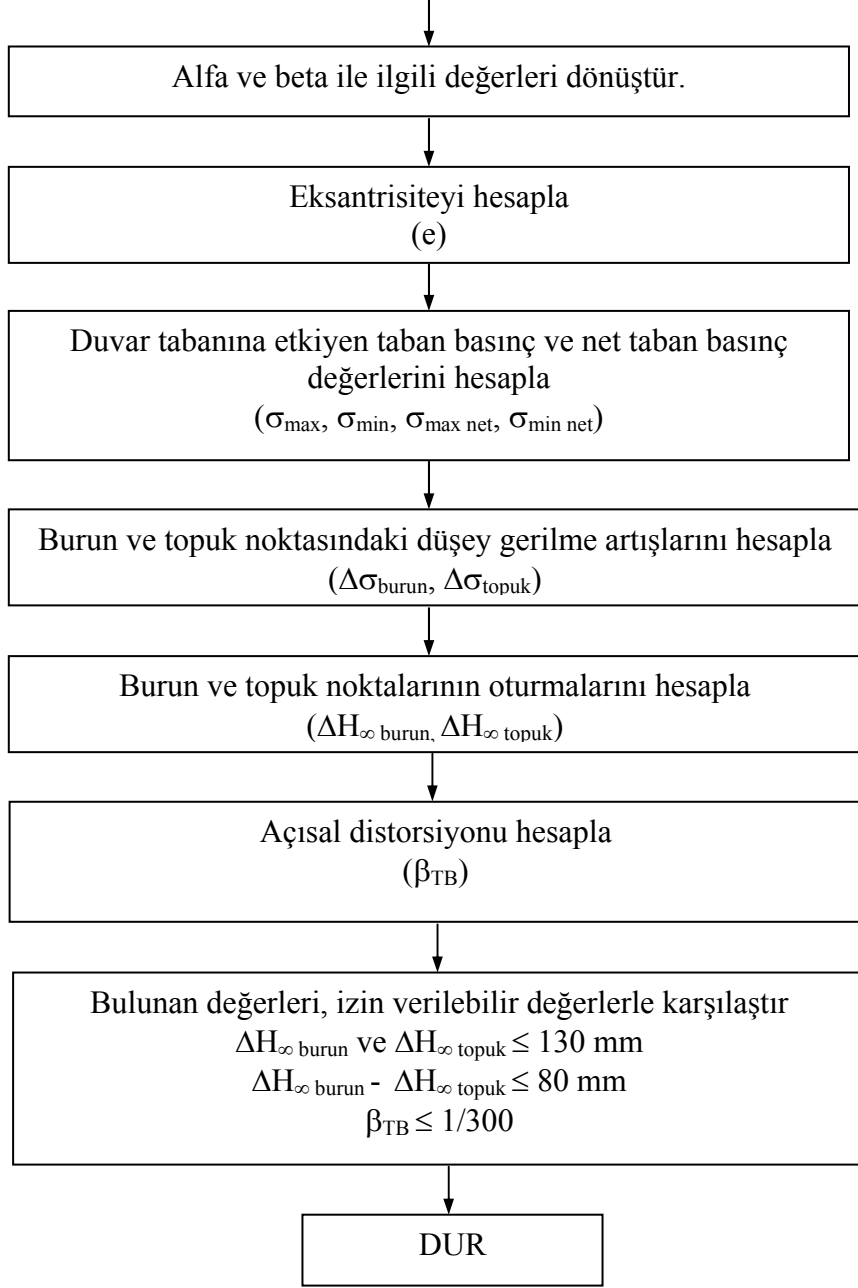 Alfa ve beta ile ilgili değerleri dönüştür.
Eksantrisiteyi hesapla
(e)
Duvar tabanına etkiyen taban basınç ve net taban basınç
değerlerini hesapla
(σmax, σmin, σmax net, σmin net)
Burun ve topuk noktasındaki düşey gerilme artışlarını hesapla
(Δσburun, Δσtopuk)
Burun ve topuk noktalarının oturmalarını hesapla
(ΔH∞ burun, ΔH∞ topuk)
Açısal distorsiyonu hesapla
(βTB)
Bulunan değerleri, izin verilebilir değerlerle karşılaştır
ΔH∞ burun ve ΔH∞ topuk ≤ 130 mm
ΔH∞ burun - ΔH∞ topuk ≤ 80 mm
βTB ≤ 1/300
DUR